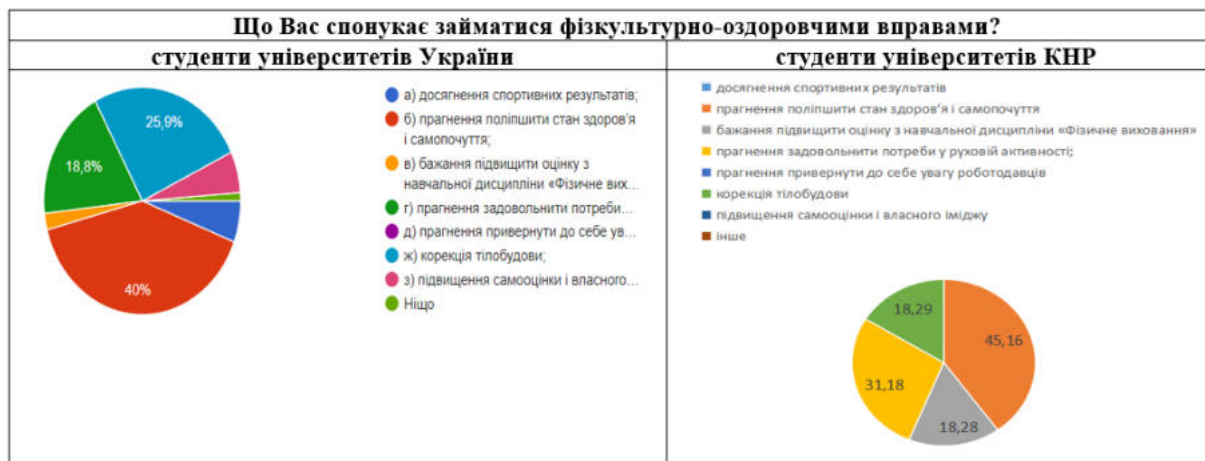 Що Вас спонукає займатися фізкультурно-оздоровчими вправами?
студенти університетів України
студенти університетів КНР
25,9%
18,8%
40%
а) досягнення спортивних результатів;
б) прагнення поліпшити стан здоров'я
і самопочуття;
в) бажання підвищити оцінку з
навчальної дисципліни «Фізичне вих...
г) прагнення задовольнити потреби...
д) прагнення привернути до себе ув...
ж) корекція тілобудови;
з) підвищення самооцінки і власного...
Ніщо
досягнення спортивних результатів
прагнення поліпшити стан здоров'я і самопочуття
бажання підвищити оцінку з навчальної дисципліни «Фізичне виховання»
прагнення задовольнити потреби у руховій активності;
прагнення привернути до себе увагу роботодавців
корекція тілобудови
підвищення самооцінки і власного іміджу
інше
18,29
45,16
31,18
18,28